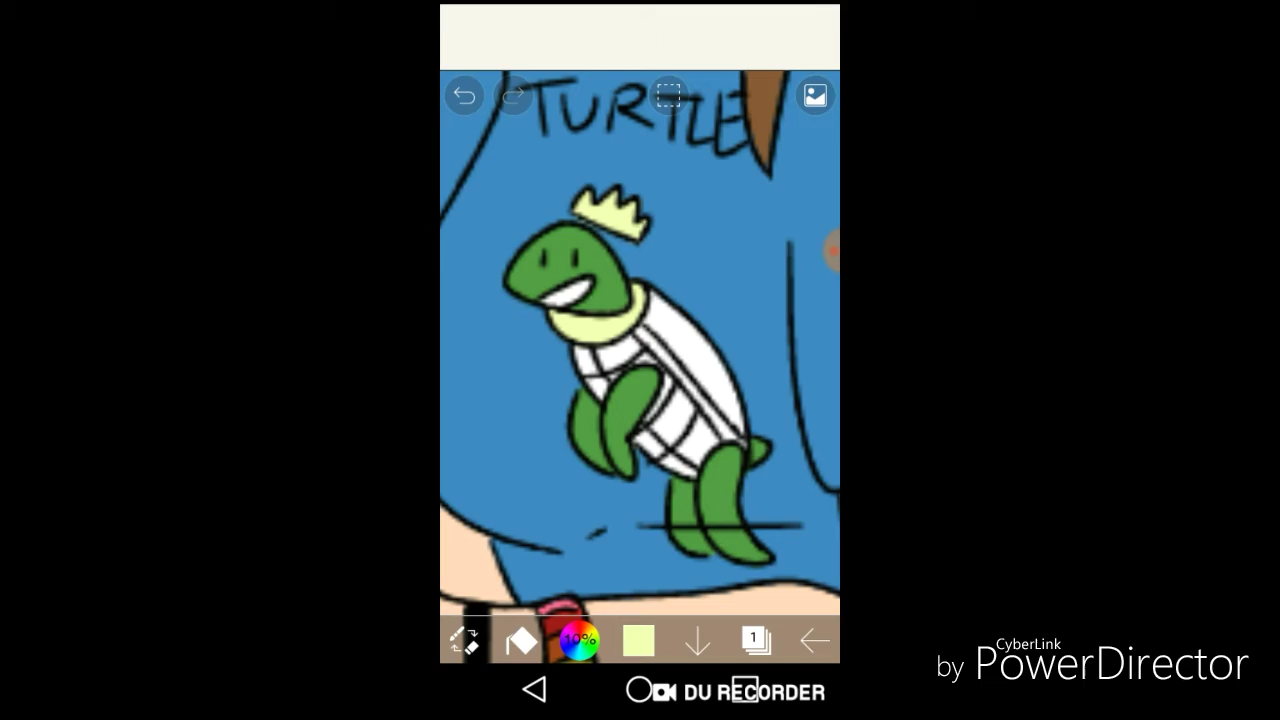 TURTLE
10%
1
CyberLink
by PowerDirector
DU RECORDER